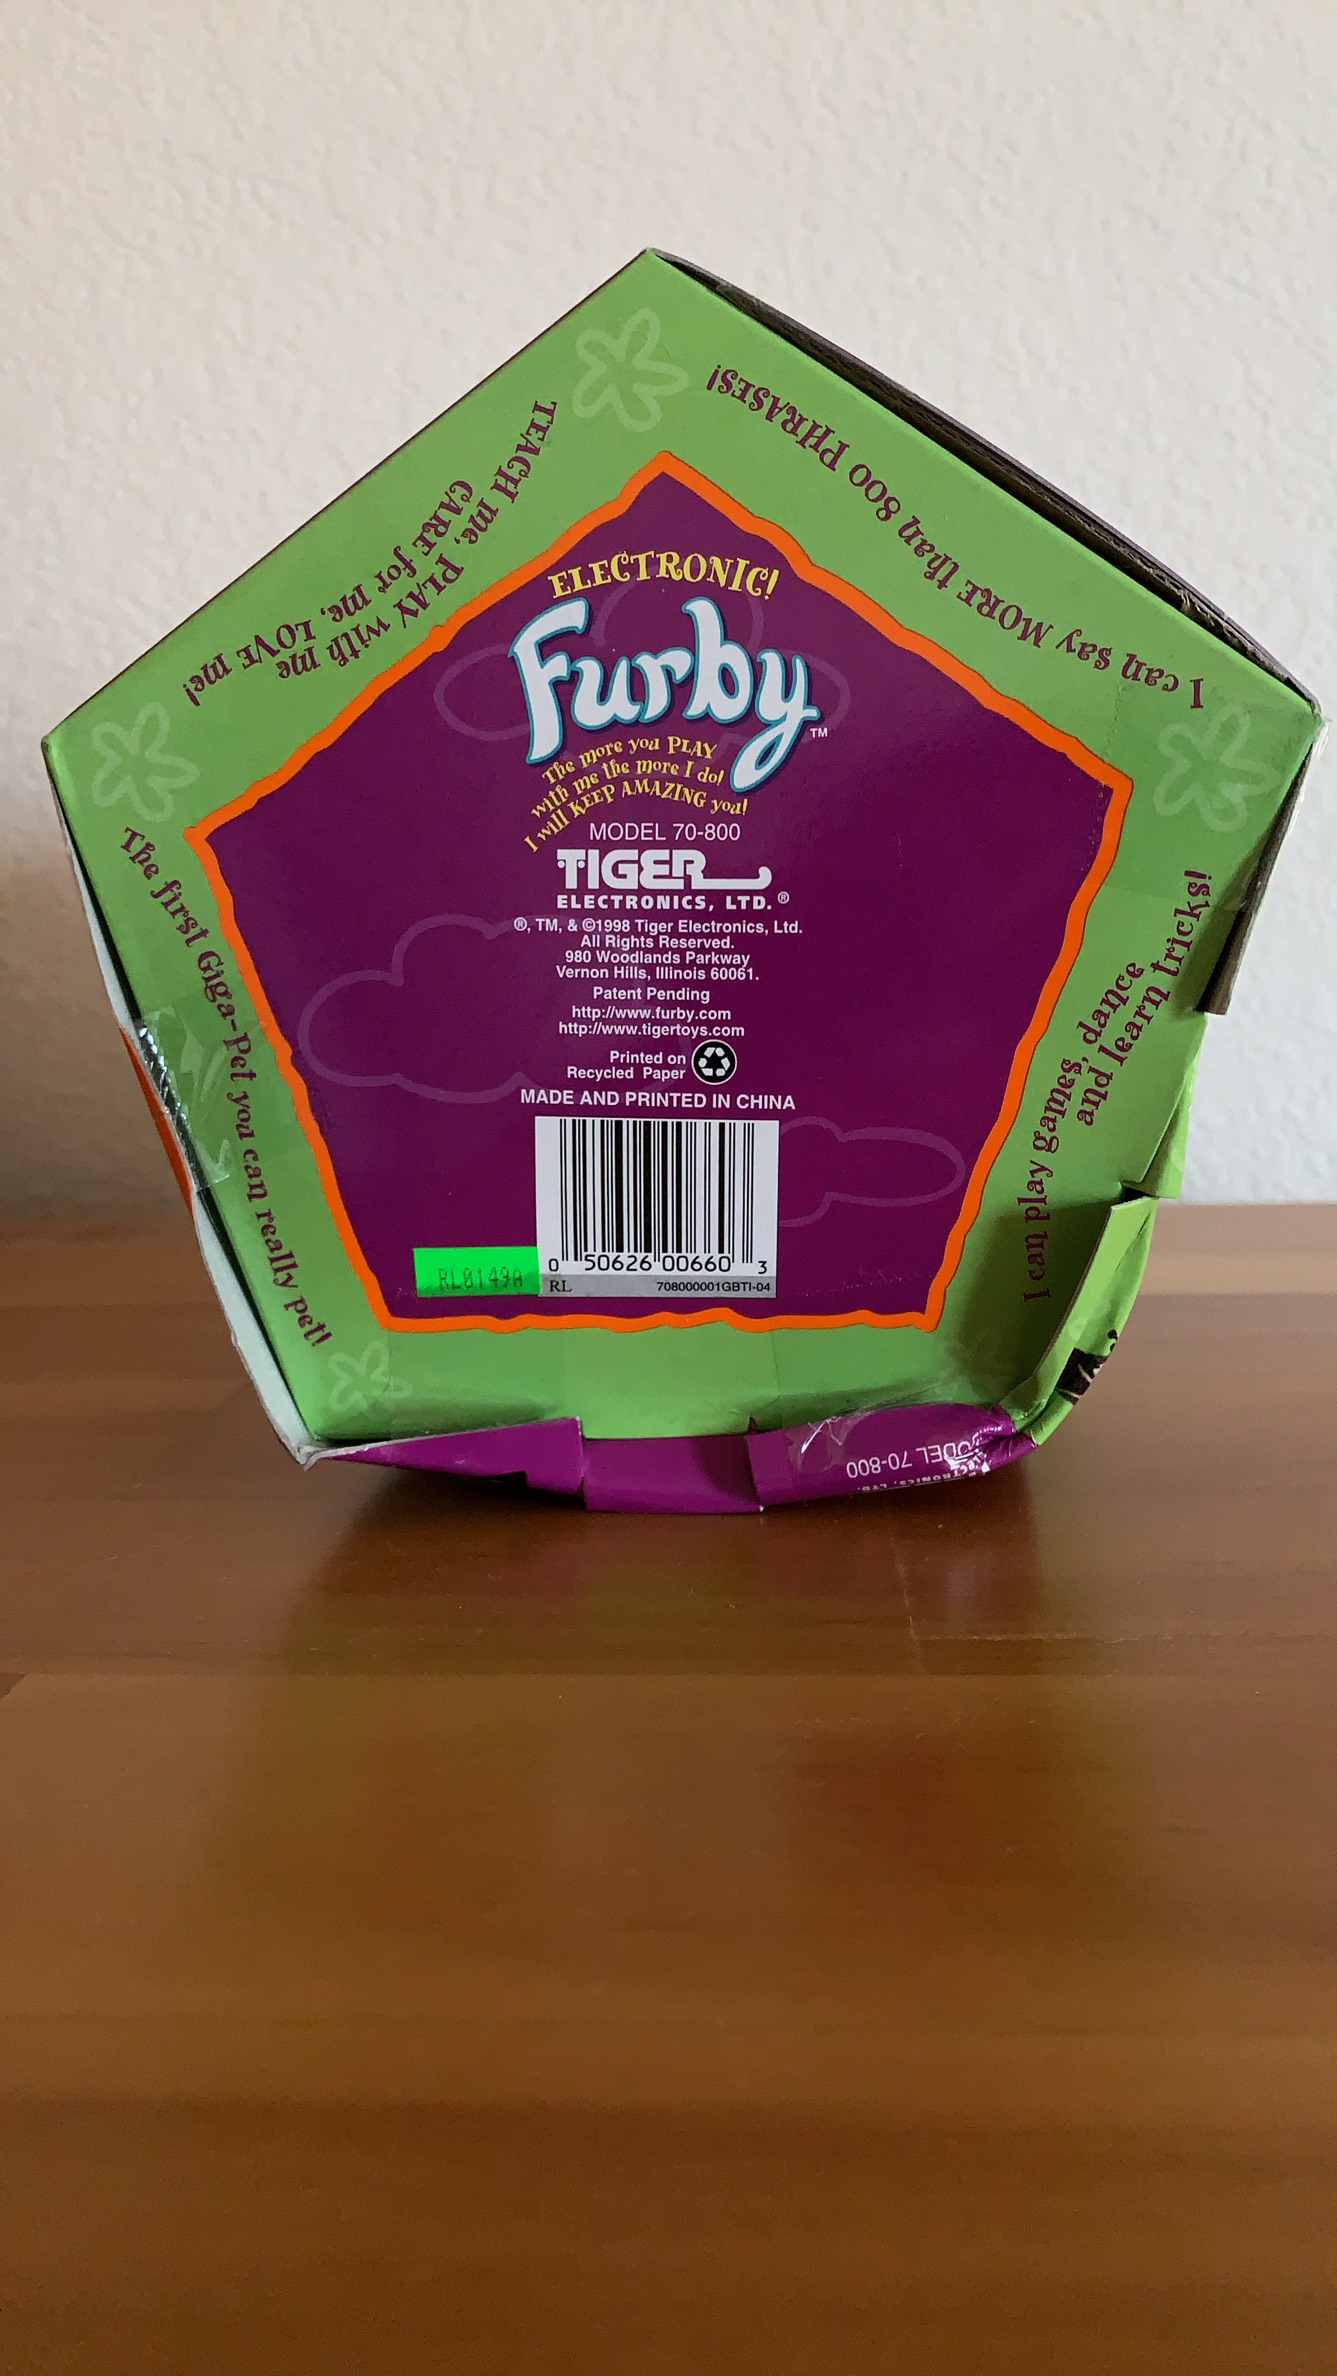 ELECTRONIC!
Furby™
The more you PLAY
with me the more I do!
I will KEEP AMAZING you!
MODEL 70-800
TIGER
ELECTRONICS, LTD.®
®, TM, & ©1998 Tiger Electronics, Ltd.
All Rights Reserved.
980 Woodlands Parkway
Vernon Hills, Illinois 60061.
Patent Pending
http://www.furby.com
http://www.tigertoys.com
Printed on
Recycled Paper
MADE AND PRINTED IN CHINA
0 50626 00660 3
RL0149A
RL 708000001GBTI-04
TEACH me, PLAY with me
CARE for me, LOVE me!
I can say MORE than 800 PHRASES!
The first Giga-Pet you can really pet!
I can play games, dance
and learn tricks!
70-800